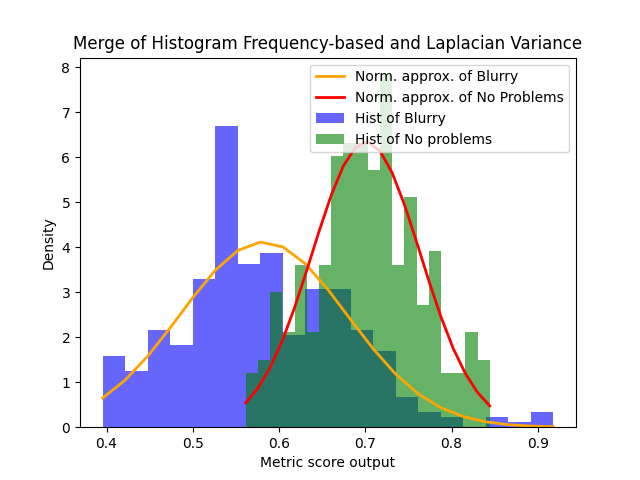 Merge of Histogram Frequency-based and Laplacian Variance
Norm. approx. of Blurry
Norm. approx. of No Problems
Hist of Blurry
Hist of No problems
Density
8
7
6
5
4
3
2
1
0
0.4 0.5 0.6 0.7 0.8 0.9
Metric score output